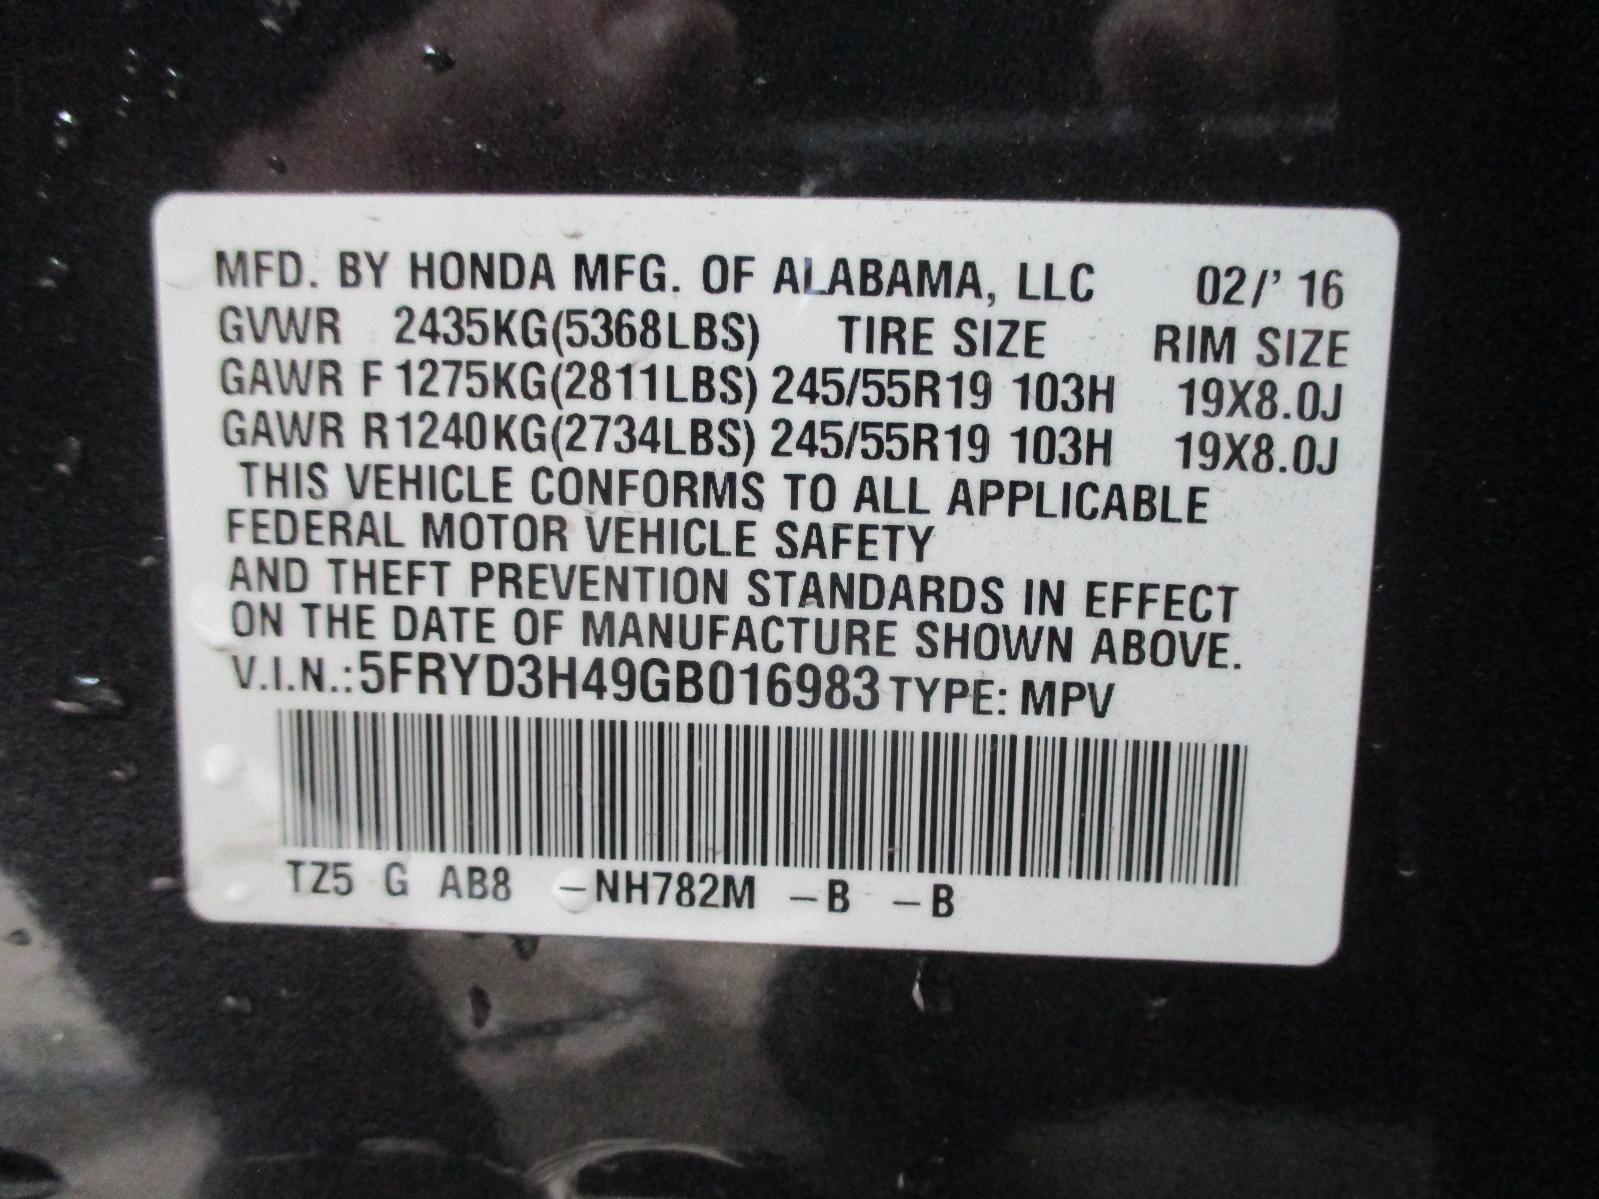 MFD. BY HONDA MFG. OF ALABAMA, LLC 02/' 16
GVWR 2435KG(5368LBS) TIRE SIZE RIM SIZE
GAWR F 1275KG(2811LBS) 245/55R19 103H 19X8.0J
GAWR R 1240KG(2734LBS) 245/55R19 103H 19X8.0J
THIS VEHICLE CONFORMS TO ALL APPLICABLE
FEDERAL MOTOR VEHICLE SAFETY
AND THEFT PREVENTION STANDARDS IN EFFECT
ON THE DATE OF MANUFACTURE SHOWN ABOVE.
V.I.N.:5FRYD3H49GB016983 TYPE: MPV
TZ5 G AB8 –NH782M –B –B